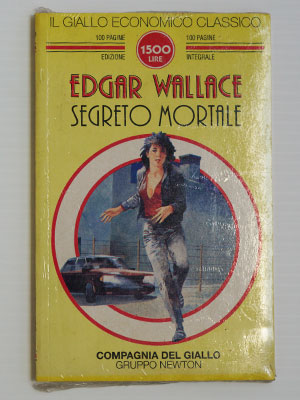 IL GIALLO ECONOMICO CLASSICO
100 PAGINE
1500
100 PAGINE
EDIZIONE
LIRE
INTEGRALE
EDGAR WALLACE
SEGRETO MORTALE
COMPAGNIA DEL GIALLO
GRUPPO NEWTON